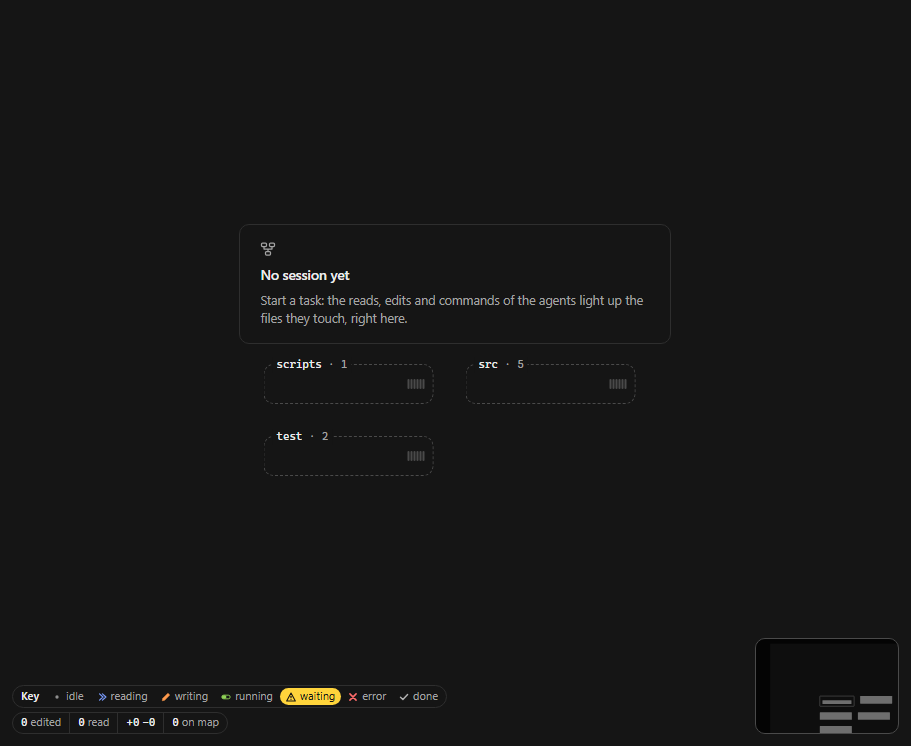 No session yet
Start a task: the reads, edits and commands of the agents light up the
files they touch, right here.
scripts · 1
src · 5
test · 2
Key idle reading writing running waiting error done
0 edited 0 read +0 −0 0 on map